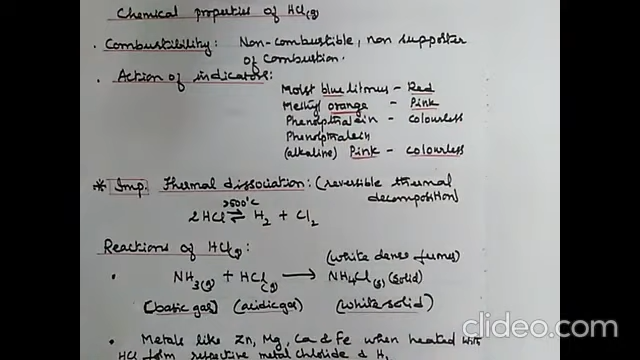 Chemical properties of HCl(g)
. Combustibility: Non-combustible, non supporter
of combustion.
. Action of indicators:
Moist blue litmus - Red
Methyl orange - Pink
Phenolphthalein - colourless
Phenolphthalein
(alkaline) Pink - colourless
* Imp. Thermal dissociation: (reversible thermal
decomposition)
>500°C
2HCl ⇌ H2 + Cl2
Reactions of HCl(g):
(white dense fumes)
. NH3(g) + HCl(g) ⟶ NH4Cl(s) (solid)
(basic gas) (acidic gas) (white solid)
. Metals like Zn, Mg, Ca & Fe when heated with
HCl form respective metal chloride & H2
clideo.com